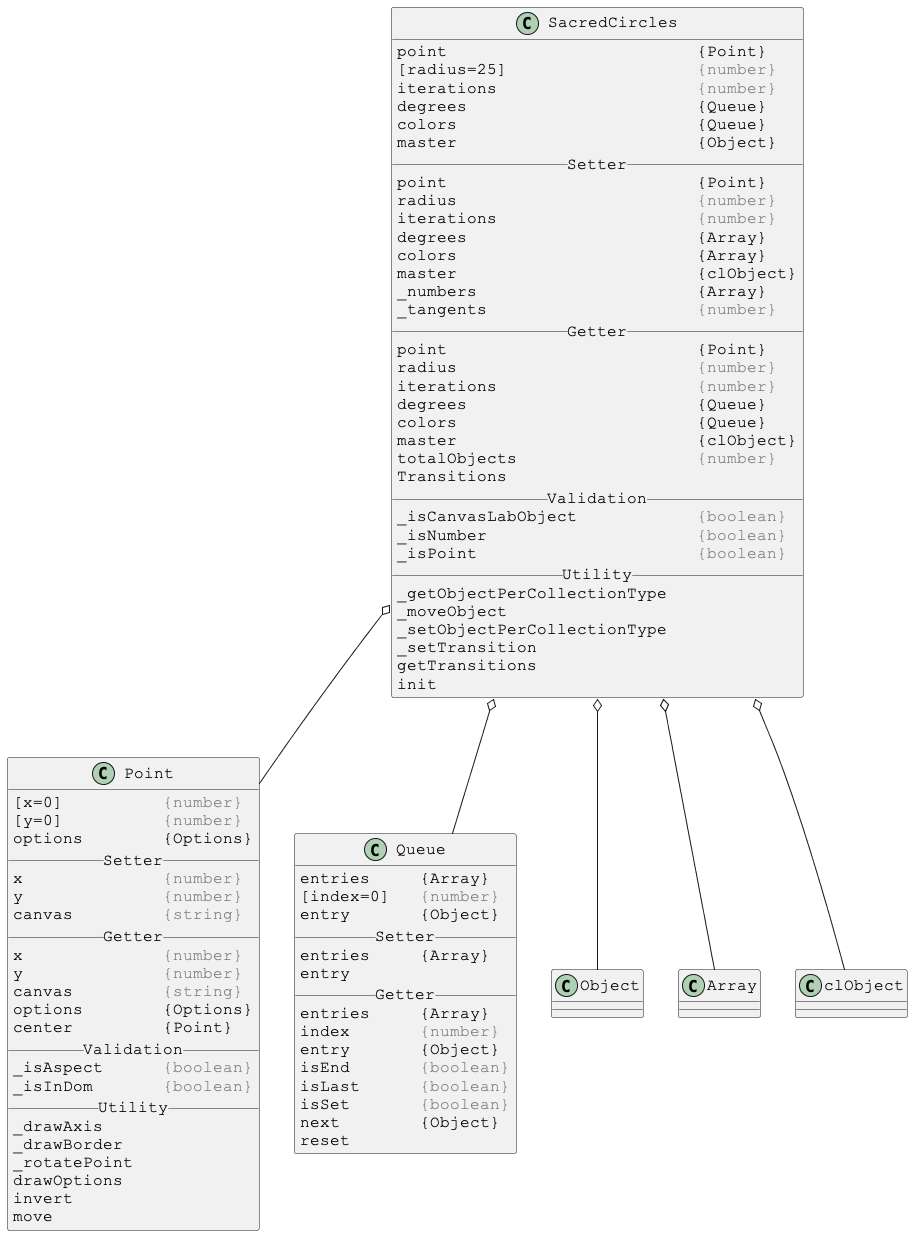 C SacredCircles
point {Point}
[radius=25] {number}
iterations {number}
degrees {Queue}
colors {Queue}
master {Object}
Setter
point {Point}
radius {number}
iterations {number}
degrees {Array}
colors {Array}
master {clObject}
_numbers {Array}
_tangents {number}
Getter
point {Point}
radius {number}
iterations {number}
degrees {Queue}
colors {Queue}
master {clObject}
totalObjects {number}
Transitions
Validation
_isCanvasLabObject {boolean}
_isNumber {boolean}
_isPoint {boolean}
Utility
_getObjectPerCollectionType
_moveObject
_setObjectPerCollectionType
_setTransition
getTransitions
init
C Point
[x=0] {number}
[y=0] {number}
options {Options}
Setter
x {number}
y {number}
canvas {string}
Getter
x {number}
y {number}
canvas {string}
options {Options}
center {Point}
Validation
_isAspect {boolean}
_isInDom {boolean}
Utility
_drawAxis
_drawBorder
_rotatePoint
drawOptions
invert
move
C Queue
entries {Array}
[index=0] {number}
entry {Object}
Setter
entries {Array}
entry
Getter
entries {Array}
index {number}
entry {Object}
isEnd {boolean}
isLast {boolean}
isSet {boolean}
next {Object}
reset
C Object
C Array
C clObject